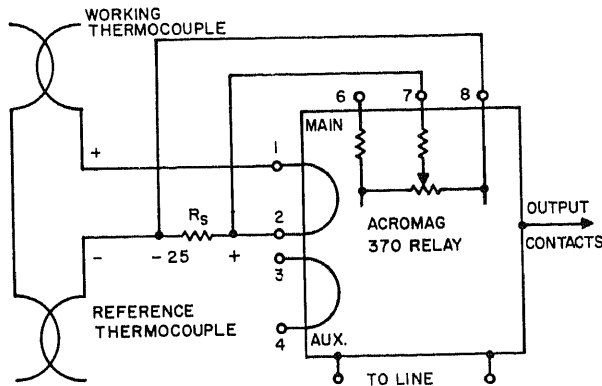 WORKING
THERMOCOUPLE
6 7 8
MAIN
+ 1
R_S
2
ACROMAG
370 RELAY
OUTPUT
CONTACTS
- -25 +
3
REFERENCE
THERMOCOUPLE
4
AUX.
TO LINE